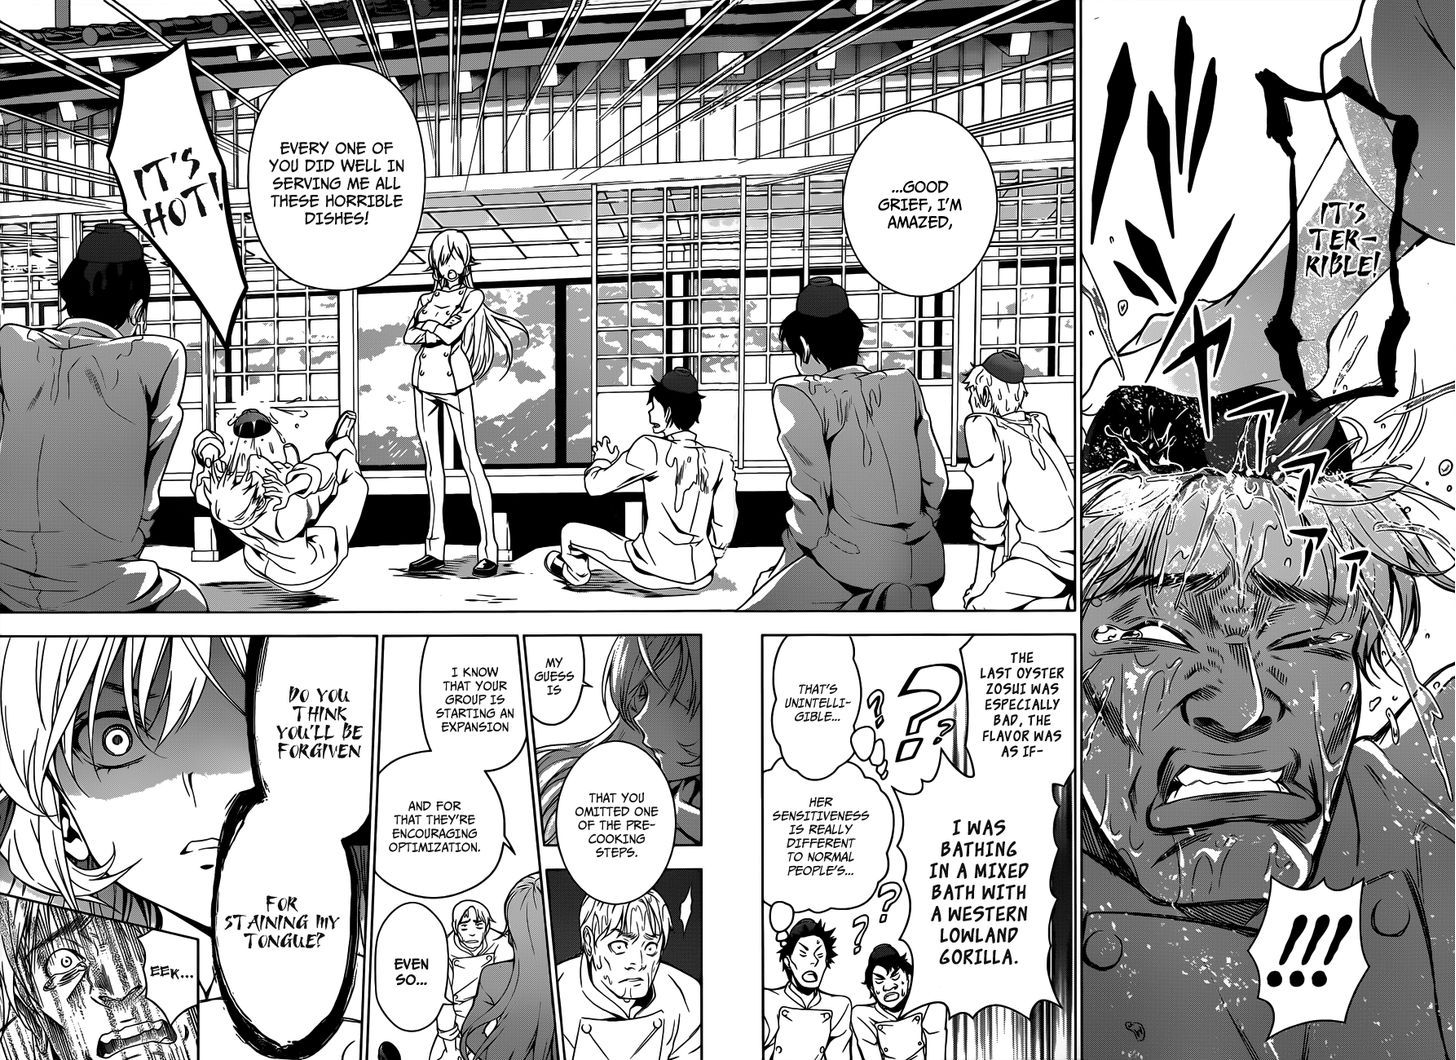 IT'S
TER-
RIBLE!
!!!
...GOOD
GRIEF, I'M
AMAZED,
EVERY ONE OF
YOU DID WELL IN
SERVING ME ALL
THESE HORRIBLE
DISHES!
IT'S
HOT!
THE
LAST OYSTER
ZOSUI WAS
ESPECIALLY
BAD, THE
FLAVOR WAS
AS IF-
I WAS
BATHING
IN A MIXED
BATH WITH
A WESTERN
LOWLAND
GORILLA.
?
?
?
THAT'S
UNINTELLI-
GIBLE...
HER
SENSITIVENESS
IS REALLY
DIFFERENT
TO NORMAL
PEOPLE'S...
?
?
MY
GUESS IS
THAT YOU
OMITTED ONE
OF THE PRE-
COOKING
STEPS.
I KNOW
THAT YOUR
GROUP IS
STARTING AN
EXPANSION
AND FOR
THAT THEY'RE
ENCOURAGING
OPTIMIZATION.
EVEN
SO...
DO YOU
THINK
YOU'LL BE
FORGIVEN
FOR
STAINING MY
TONGUE?
EEK...